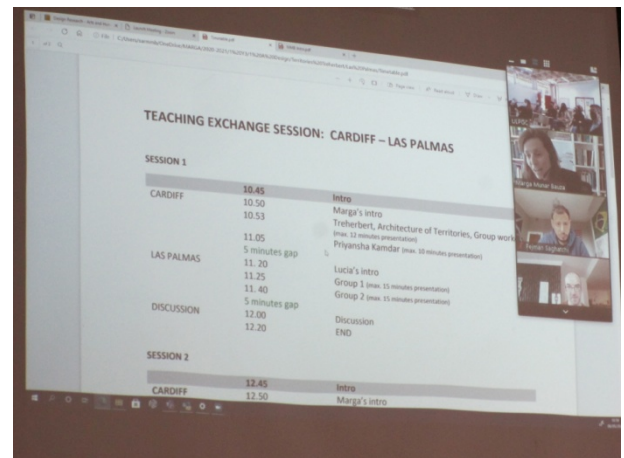 TEACHING EXCHANGE SESSION: CARDIFF – LAS PALMAS
SESSION 1
10.45 Intro
CARDIFF 10.50 Marga's intro
10.53 Treherbert, Architecture of Territories, Group work
(max. 12 minutes presentation)
11.05 Priyansha Kamdar (max. 10 minutes presentation)
5 minutes gap
LAS PALMAS 11. 20 Lucia's intro
11.25 Group 1 (max. 15 minutes presentation)
11. 40 Group 2 (max. 15 minutes presentation)
5 minutes gap
DISCUSSION 12.00 Discussion
12.20 END
SESSION 2
12.45 Intro
CARDIFF 12.50 Marga's intro